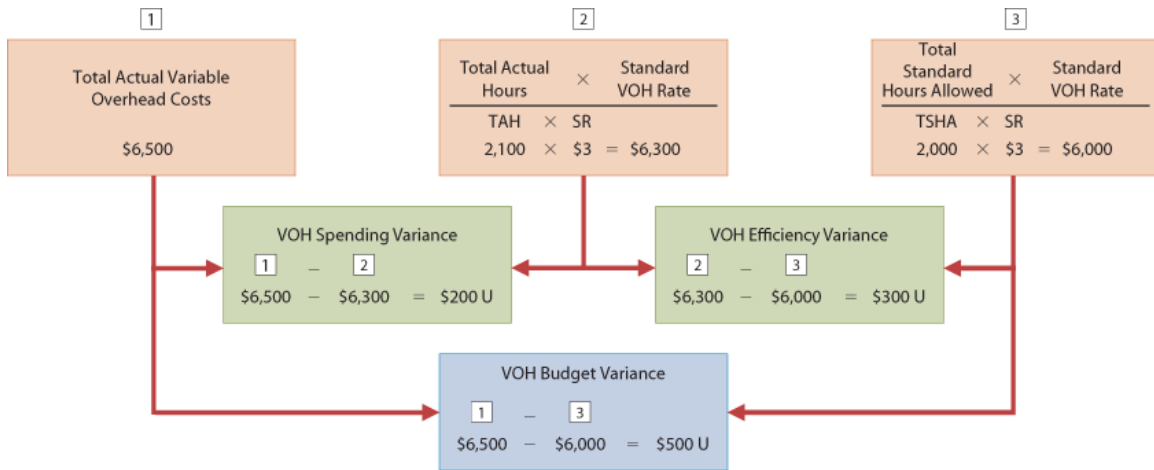 1
Total Actual Variable
Overhead Costs
$6,500
2
Total Actual × Standard
Hours VOH Rate
TAH × SR
2,100 × $3 = $6,300
3
Total
Standard × Standard
Hours Allowed VOH Rate
TSHA × SR
2,000 × $3 = $6,000
VOH Spending Variance
1 – 2
$6,500 – $6,300 = $200 U
VOH Efficiency Variance
2 – 3
$6,300 – $6,000 = $300 U
VOH Budget Variance
1 – 3
$6,500 – $6,000 = $500 U